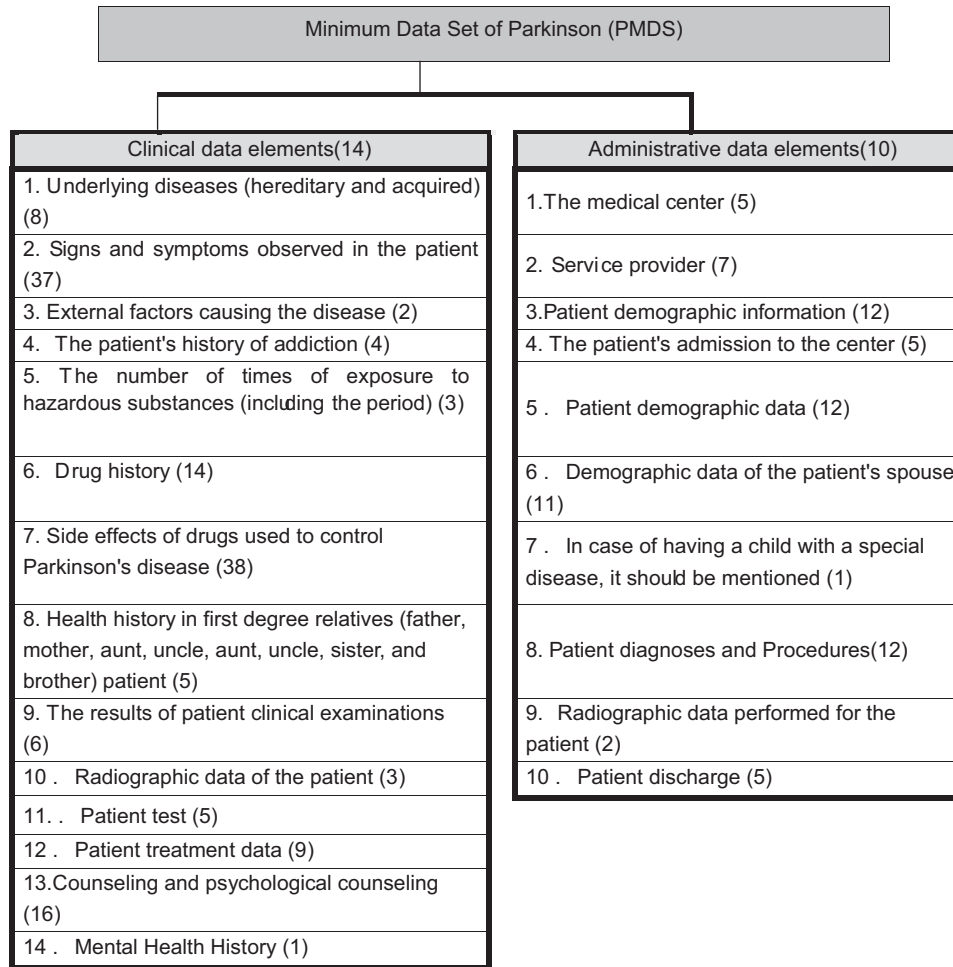 Minimum Data Set of Parkinson (PMDS)
Clinical data elements(14)
1. Underlying diseases (hereditary and acquired)
(8)
2. Signs and symptoms observed in the patient
(37)
3. External factors causing the disease (2)
4. The patient's history of addiction (4)
5. The number of times of exposure to
hazardous substances (including the period) (3)
6. Drug history (14)
7. Side effects of drugs used to control
Parkinson's disease (38)
8. Health history in first degree relatives (father,
mother, aunt, uncle, aunt, uncle, sister, and
brother) patient (5)
9. The results of patient clinical examinations
(6)
10 . Radiographic data of the patient (3)
11. . Patient test (5)
12 . Patient treatment data (9)
13.Counseling and psychological counseling
(16)
14 . Mental Health History (1)
Administrative data elements(10)
1.The medical center (5)
2. Service provider (7)
3.Patient demographic information (12)
4. The patient's admission to the center (5)
5 . Patient demographic data (12)
6 . Demographic data of the patient's spouse
(11)
7 . In case of having a child with a special
disease, it should be mentioned (1)
8. Patient diagnoses and Procedures(12)
9. Radiographic data performed for the
patient (2)
10 . Patient discharge (5)